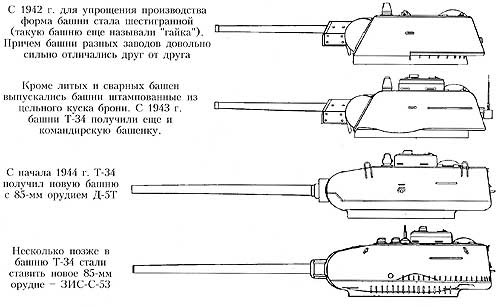 С 1942 г. для упрощения производства
форма башни стала шестигранной
(такую башню еще называли "гайка").
Причем башни разных заводов довольно
сильно отличались друг от друга
Кроме литых и сварных башен
выпускались башни штампованные из
цельного куска брони. С 1943 г.
башни Т-34 получили еще и
командирскую башенку.
С начала 1944 г. Т-34
получил новую башню
с 85-мм орудием Д-5Т
Несколько позже в
башню Т-34 стали
ставить новое 85-мм
орудие – ЗИС-С-53